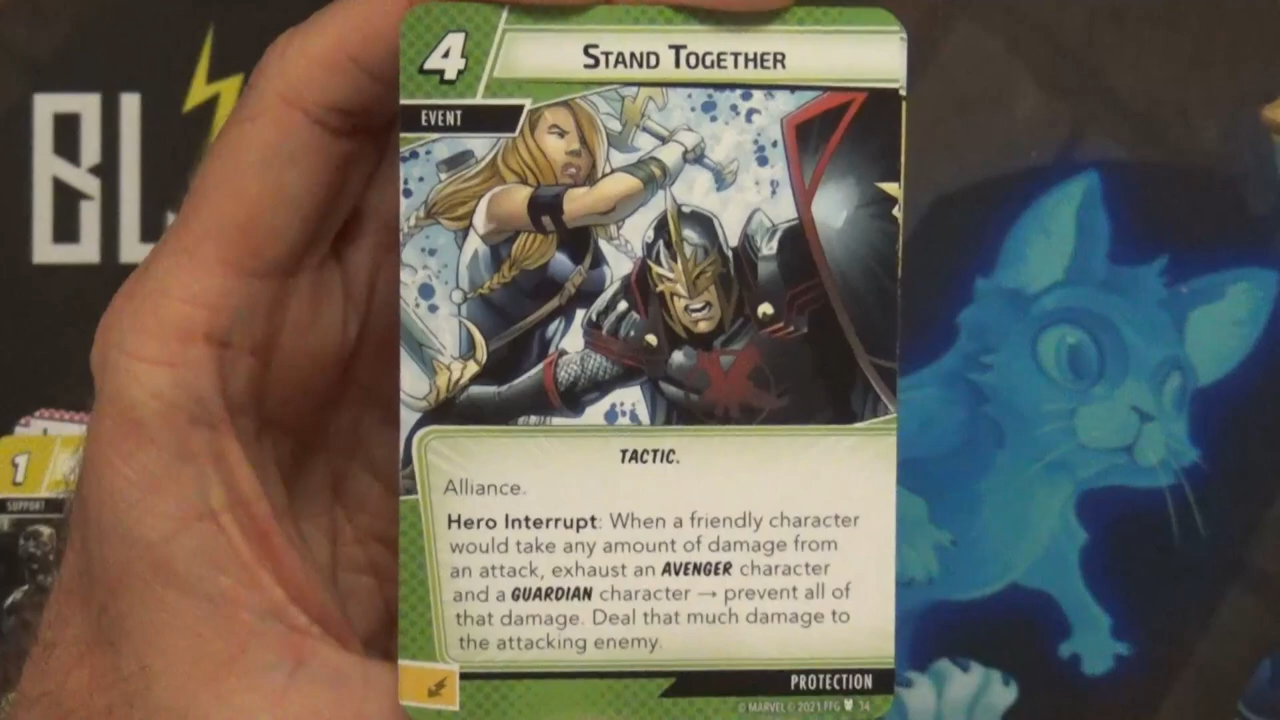 BL
4
STAND TOGETHER
EVENT
TACTIC.
Alliance.
Hero Interrupt: When a friendly character
would take any amount of damage from
an attack, exhaust an AVENGER character
and a GUARDIAN character → prevent all of
that damage. Deal that much damage to
the attacking enemy.
PROTECTION
© MARVEL © 2021 FFG 34
1
SUPPORT